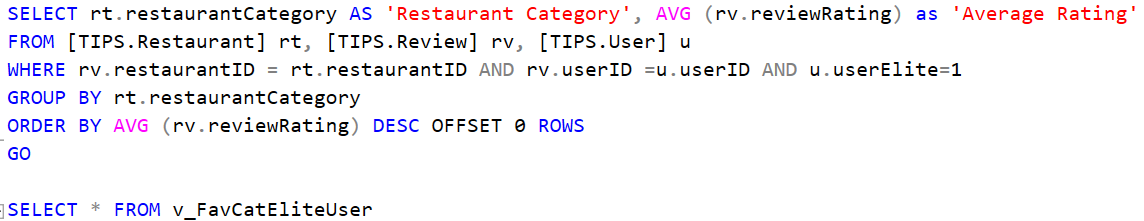 SELECT rt.restaurantCategory AS 'Restaurant Category', AVG (rv.reviewRating) as 'Average Rating'
FROM [TIPS.Restaurant] rt, [TIPS.Review] rv, [TIPS.User] u
WHERE rv.restaurantID = rt.restaurantID AND rv.userID =u.userID AND u.userElite=1
GROUP BY rt.restaurantCategory
ORDER BY AVG (rv.reviewRating) DESC OFFSET 0 ROWS
GO
SELECT * FROM v_FavCatEliteUser